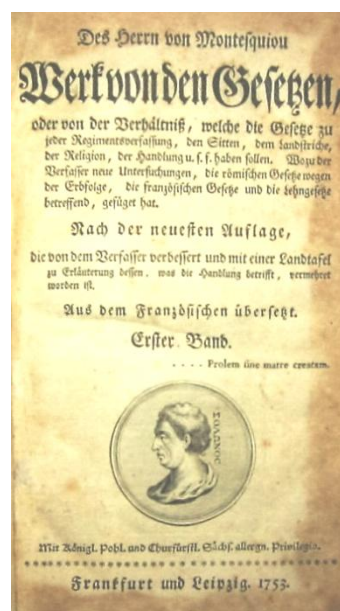 Des Herrn von Montesquiou
Werk von den Gesetzen,
oder von der Verhältniß, welche die Gesetze zu
jeder Regimentsverfassung, den Sitten, dem Landstriche,
der Religion, der Handlung u. s. f. haben sollen. Wozu der
Verfasser neue Untersuchungen, die römischen Gesetze wegen
der Erbfolge, die französischen Gesetze und die Lehngesetze
betreffend, gefüget hat.
Nach der neuesten Auflage,
die von dem Verfasser verbessert und mit einer Landtafel
zu Erläuterung dessen, was die Handlung betrifft, vermehret
worden ist.
Aus dem Französischen übersetzt.
Erster Band.
. . . . Prolem sine matre creatam.
ΣΟΛΩΝΟΣ
Mit Königl. Pohl. und Churfürstl. Sächs. allergn. Privilegio.
Frankfurt und Leipzig. 1753.